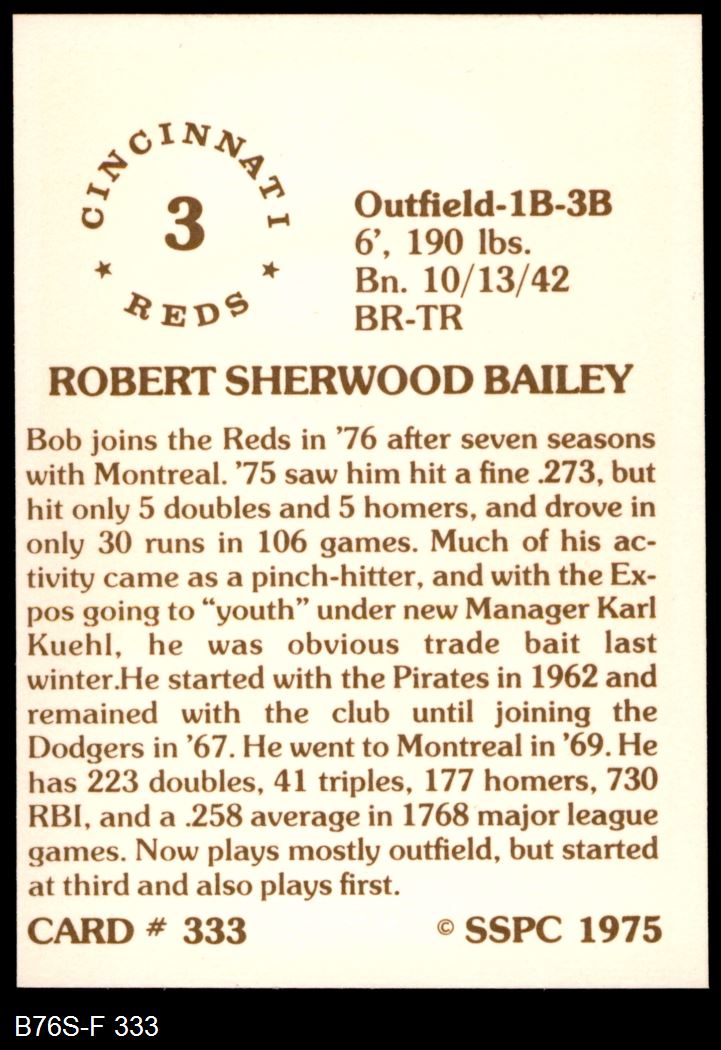 CINCINNATI
3
★ REDS ★
Outfield-1B-3B
6', 190 lbs.
Bn. 10/13/42
BR-TR
ROBERT SHERWOOD BAILEY
Bob joins the Reds in '76 after seven seasons
with Montreal. '75 saw him hit a fine .273, but
hit only 5 doubles and 5 homers, and drove in
only 30 runs in 106 games. Much of his ac-
tivity came as a pinch-hitter, and with the Ex-
pos going to “youth” under new Manager Karl
Kuehl, he was obvious trade bait last
winter.He started with the Pirates in 1962 and
remained with the club until joining the
Dodgers in '67. He went to Montreal in '69. He
has 223 doubles, 41 triples, 177 homers, 730
RBI, and a .258 average in 1768 major league
games. Now plays mostly outfield, but started
at third and also plays first.
CARD # 333 © SSPC 1975
B76S-F 333